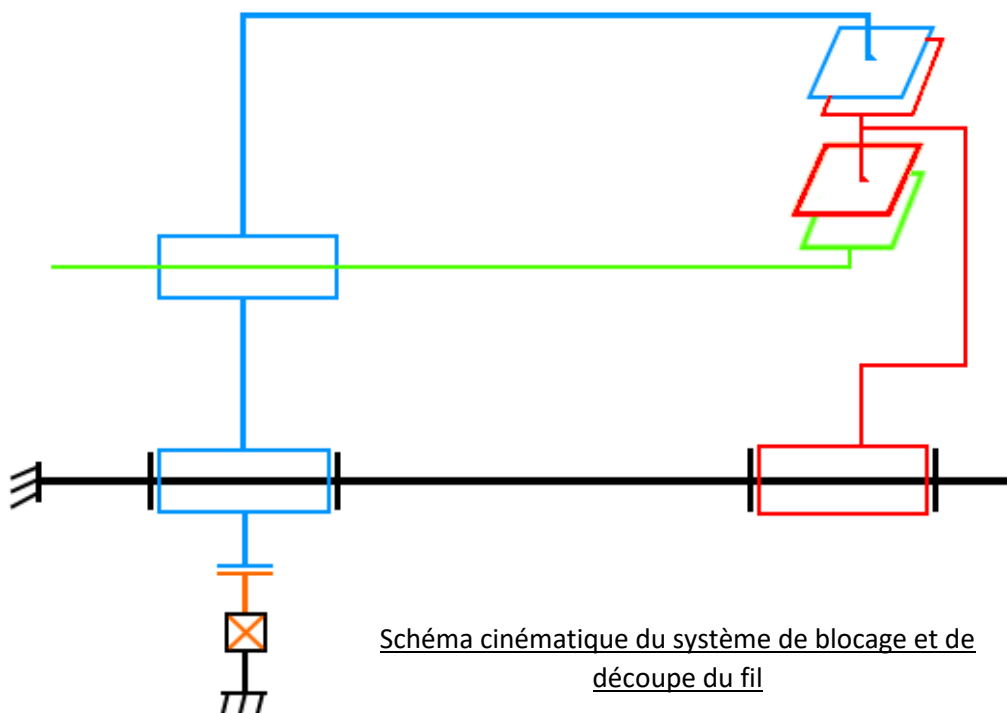 Schéma cinématique du système de blocage et de
découpe du fil